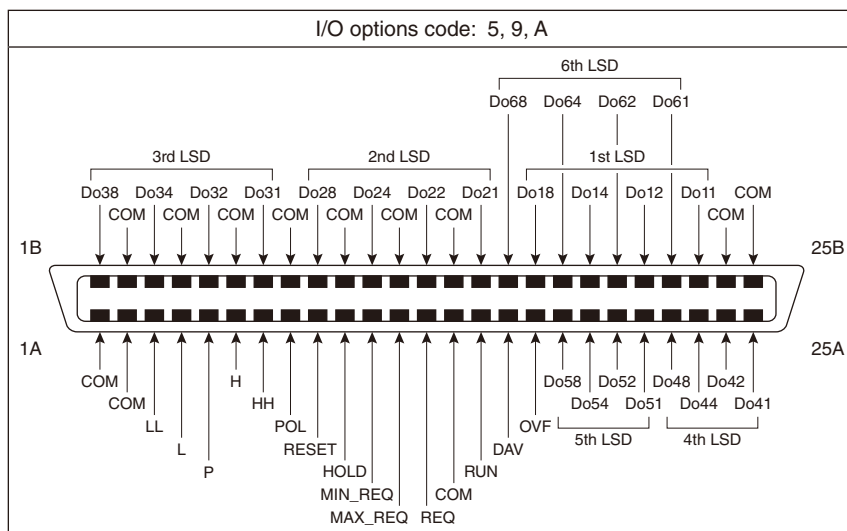 I/O options code: 5, 9, A
6th LSD
Do68 Do64 Do62 Do61
3rd LSD 2nd LSD 1st LSD
Do38 Do34 Do32 Do31 Do28 Do24 Do22 Do21 Do18 Do14 Do12 Do11 COM
COM COM COM COM COM COM COM COM
1B 25B
1A 25A
COM H Do58 Do52 Do48 Do42
COM HH Do54 Do51 Do44 Do41
LL POL OVF
L RESET DAV 5th LSD 4th LSD
P HOLD RUN
MIN_REQ COM
MAX_REQ REQ